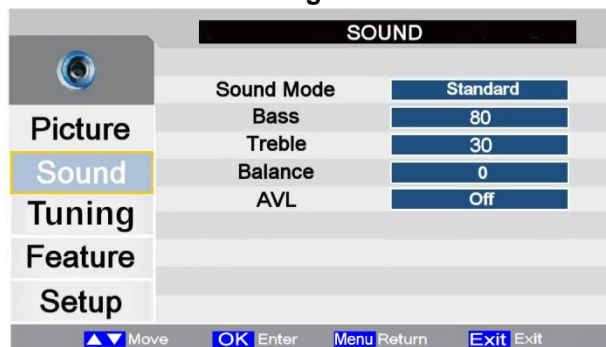 SOUND
Sound Mode Standard
Bass 80
Treble 30
Balance 0
AVL Off
Picture
Sound
Tuning
Feature
Setup
▲▼ Move OK Enter Menu Return Exit Exit